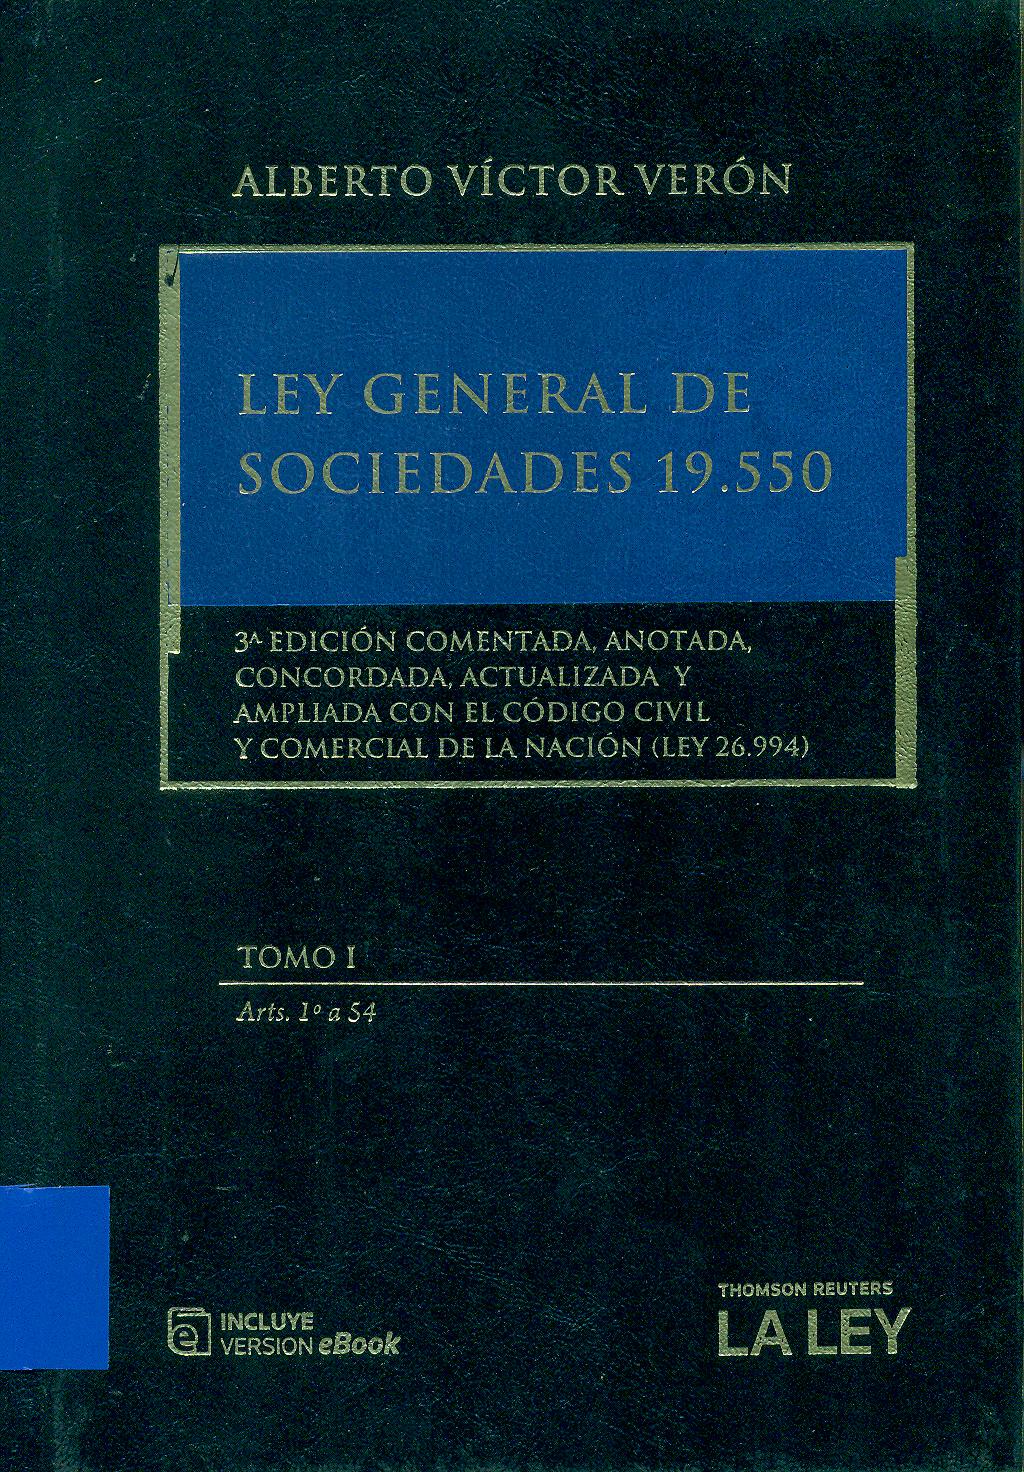 ALBERTO VÍCTOR VERÓN
LEY GENERAL DE
SOCIEDADES 19.550
3ᴬ EDICIÓN COMENTADA, ANOTADA,
CONCORDADA, ACTUALIZADA Y
AMPLIADA CON EL CÓDIGO CIVIL
Y COMERCIAL DE LA NACIÓN (LEY 26.994)
TOMO I
Arts. 1º a 54
e INCLUYE
VERSION eBook
THOMSON REUTERS
LA LEY